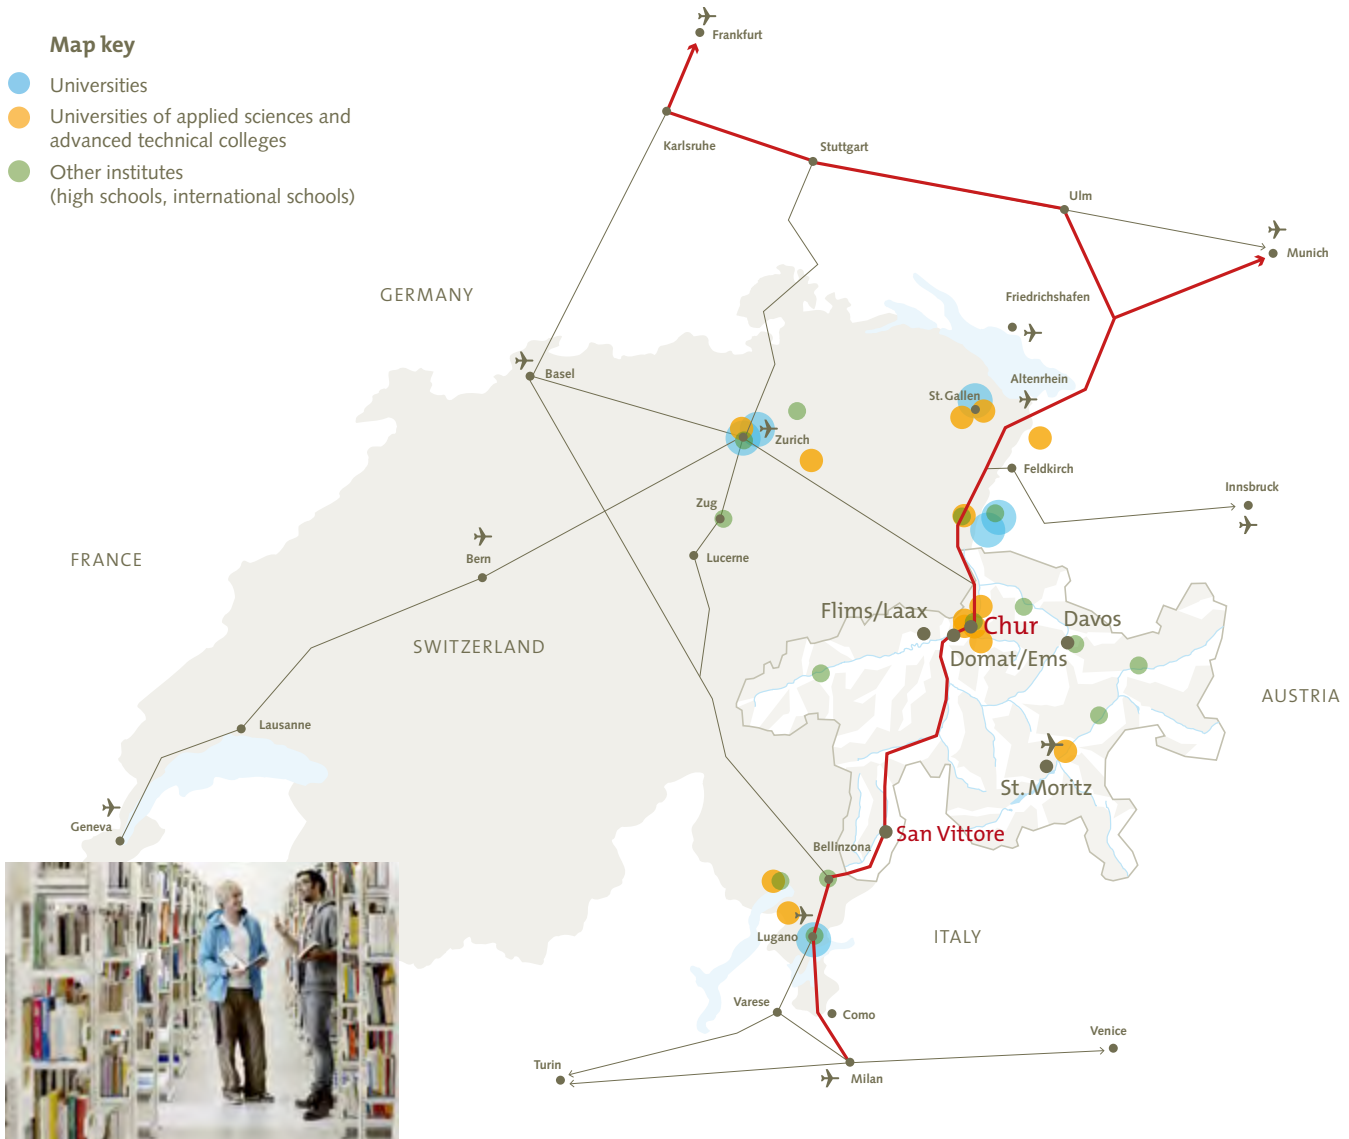 Map key
Universities
Universities of applied sciences and
advanced technical colleges
Other institutes
(high schools, international schools)
Frankfurt
Karlsruhe
Stuttgart
Ulm
Munich
GERMANY
Friedrichshafen
Basel
Altenrhein
St. Gallen
Zurich
Feldkirch
Innsbruck
Zug
Bern
Lucerne
FRANCE
Flims/Laax
Chur
Davos
SWITZERLAND
Domat/Ems
AUSTRIA
Lausanne
St. Moritz
Geneva
San Vittore
Bellinzona
Lugano
ITALY
Varese
Como
Venice
Turin
Milan